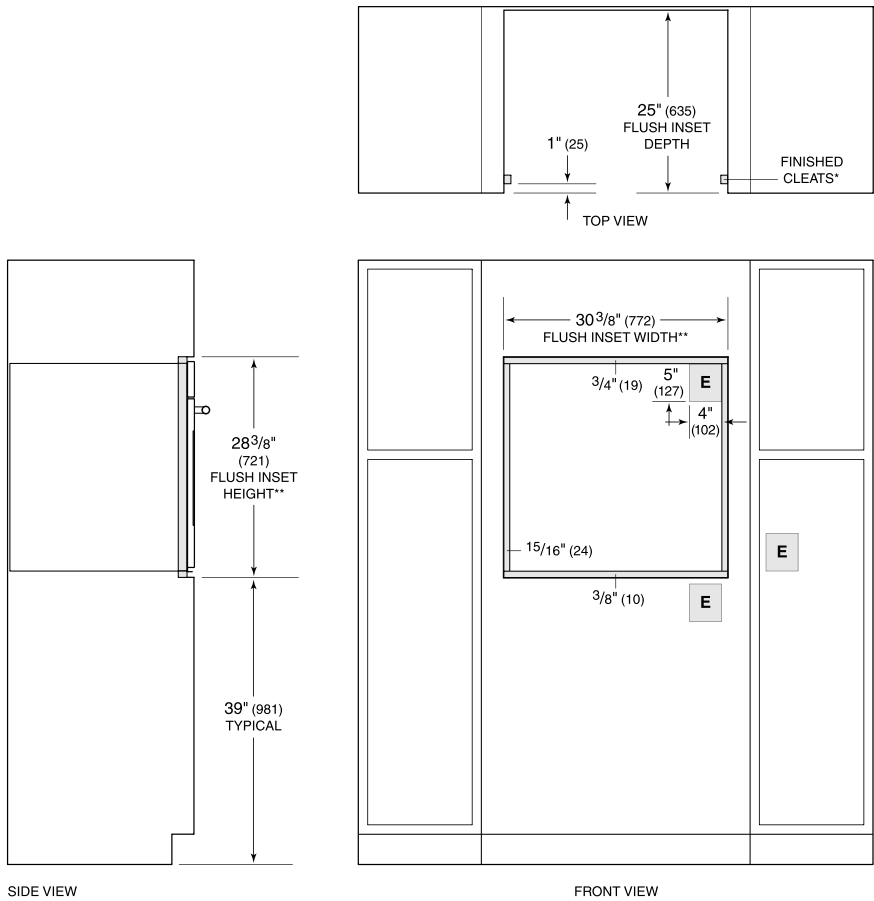 25" (635)
FLUSH INSET
DEPTH
1" (25)
FINISHED
CLEATS*
TOP VIEW
30 3/8" (772)
FLUSH INSET WIDTH**
3/4" (19)
5"
(127)
E
4"
(102)
28 3/8"
(721)
FLUSH INSET
HEIGHT**
15/16" (24)
E
3/8" (10)
E
39" (981)
TYPICAL
SIDE VIEW
FRONT VIEW